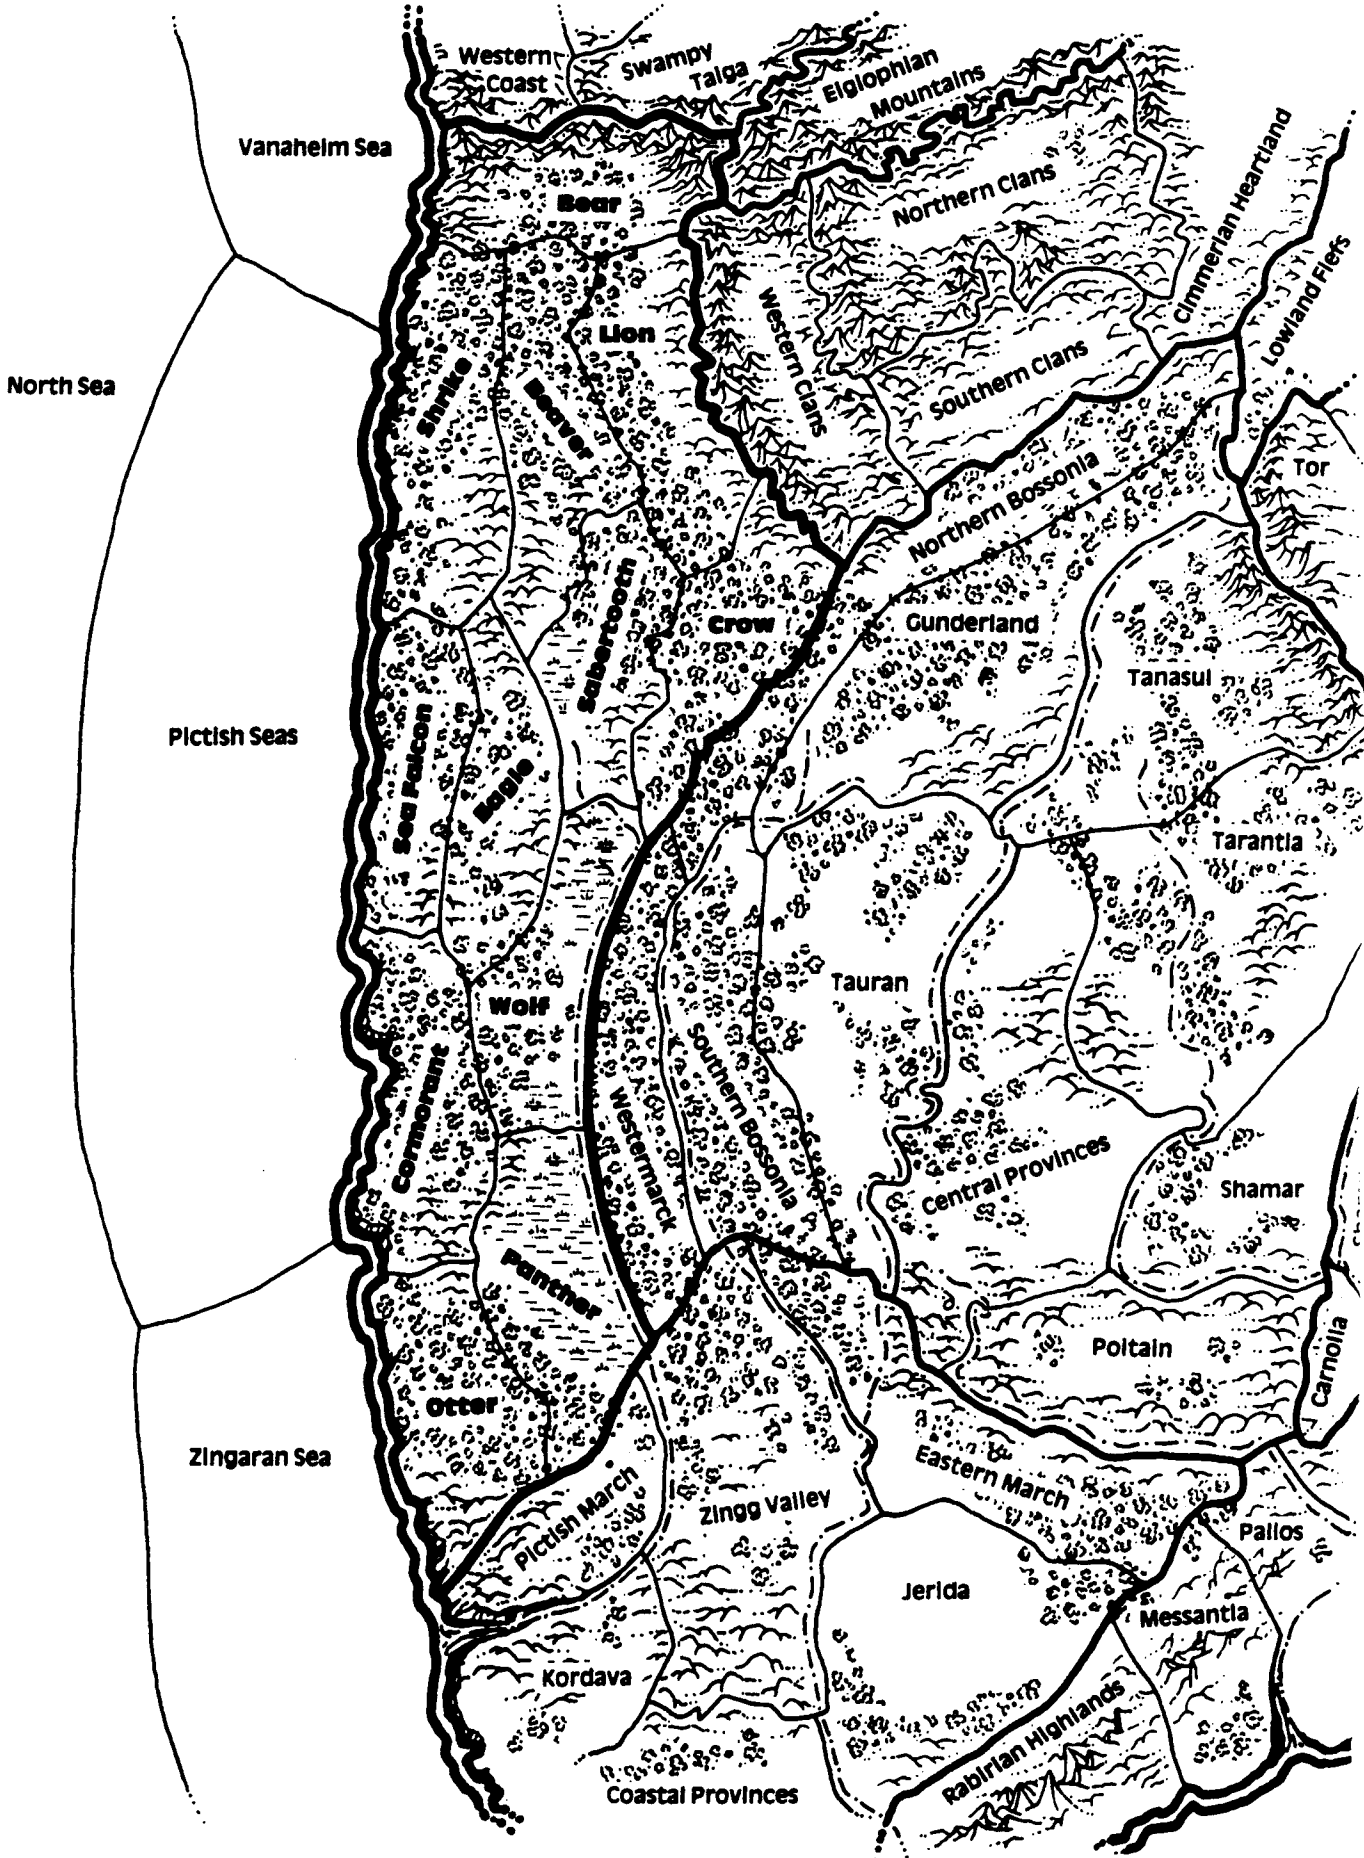 Western
Coast
Swampy
Taiga
Eiglophian
Mountains
Vanaheim Sea
Bear
Northern Clans
Cimmerian Heartland
Lowland Fiefs
Lion
Western Clans
North Sea
Shrike
Beaver
Southern Clans
Tor
Northern Bossonia
Sabertooth
Crow
Gunderland
Tanasul
Pictish Seas
Sea Falcon
Eagle
Tarantia
Tauran
Wolf
Cormorant
Westermarck
Southern Bossonia
Central Provinces
Shamar
Panther
Poitain
Carnolla
Otter
Zingaran Sea
Pictish March
Zingg Valley
Eastern March
Pallos
Jerida
Messantia
Kordava
Rabirian Highlands
Coastal Provinces